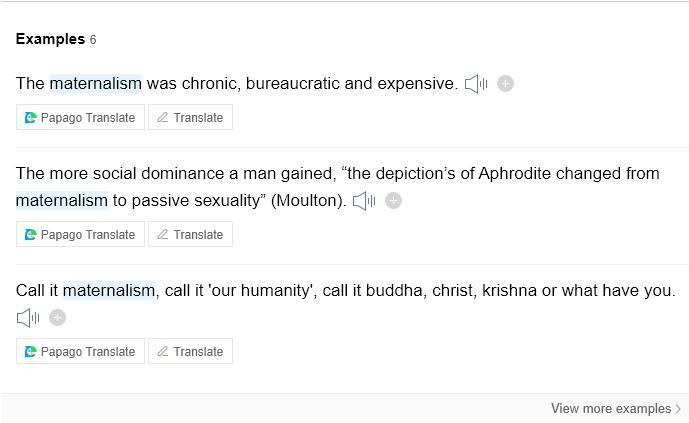 Examples 6
The maternalism was chronic, bureaucratic and expensive.
Papago Translate Translate
The more social dominance a man gained, “the depiction’s of Aphrodite changed from
maternalism to passive sexuality” (Moulton).
Papago Translate Translate
Call it maternalism, call it 'our humanity', call it buddha, christ, krishna or what have you.
Papago Translate Translate
View more examples